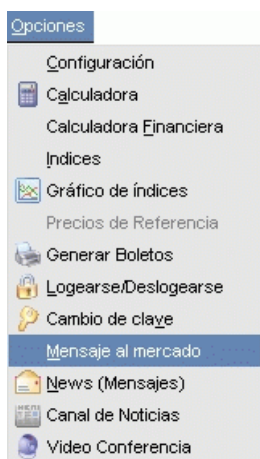 Opciones
Configuración
Calculadora
Calculadora Financiera
Indices
Gráfico de índices
Precios de Referencia
Generar Boletos
Logearse/Deslogearse
Cambio de clave
Mensaje al mercado
News (Mensajes)
Canal de Noticias
Video Conferencia